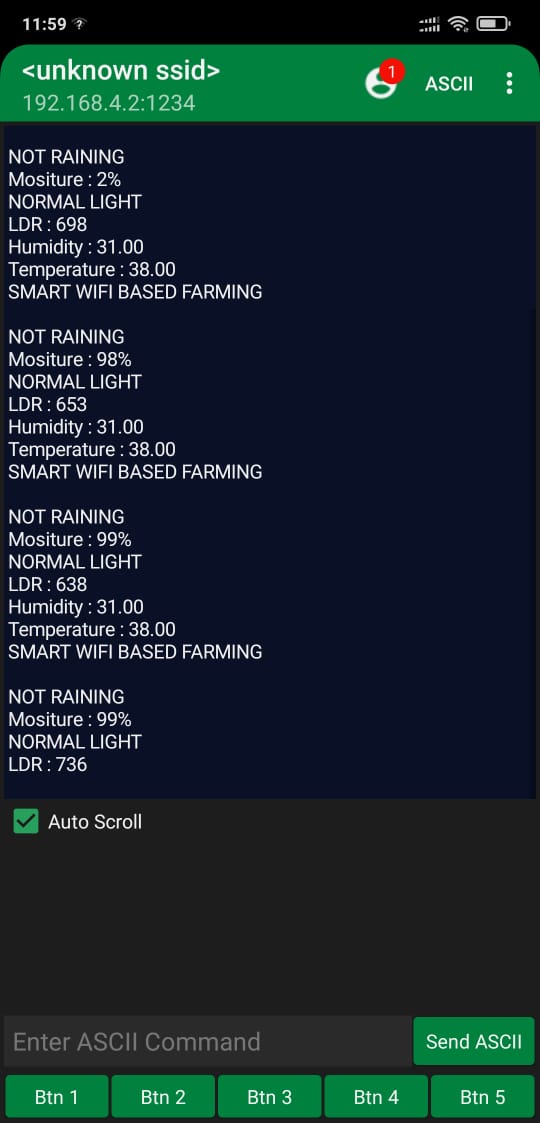 11:59 ?
<unknown ssid>
192.168.4.2:1234
1
ASCII
NOT RAINING
Mositure : 2%
NORMAL LIGHT
LDR : 698
Humidity : 31.00
Temperature : 38.00
SMART WIFI BASED FARMING
NOT RAINING
Mositure : 98%
NORMAL LIGHT
LDR : 653
Humidity : 31.00
Temperature : 38.00
SMART WIFI BASED FARMING
NOT RAINING
Mositure : 99%
NORMAL LIGHT
LDR : 638
Humidity : 31.00
Temperature : 38.00
SMART WIFI BASED FARMING
NOT RAINING
Mositure : 99%
NORMAL LIGHT
LDR : 736
Auto Scroll
Enter ASCII Command
Send ASCII
Btn 1
Btn 2
Btn 3
Btn 4
Btn 5